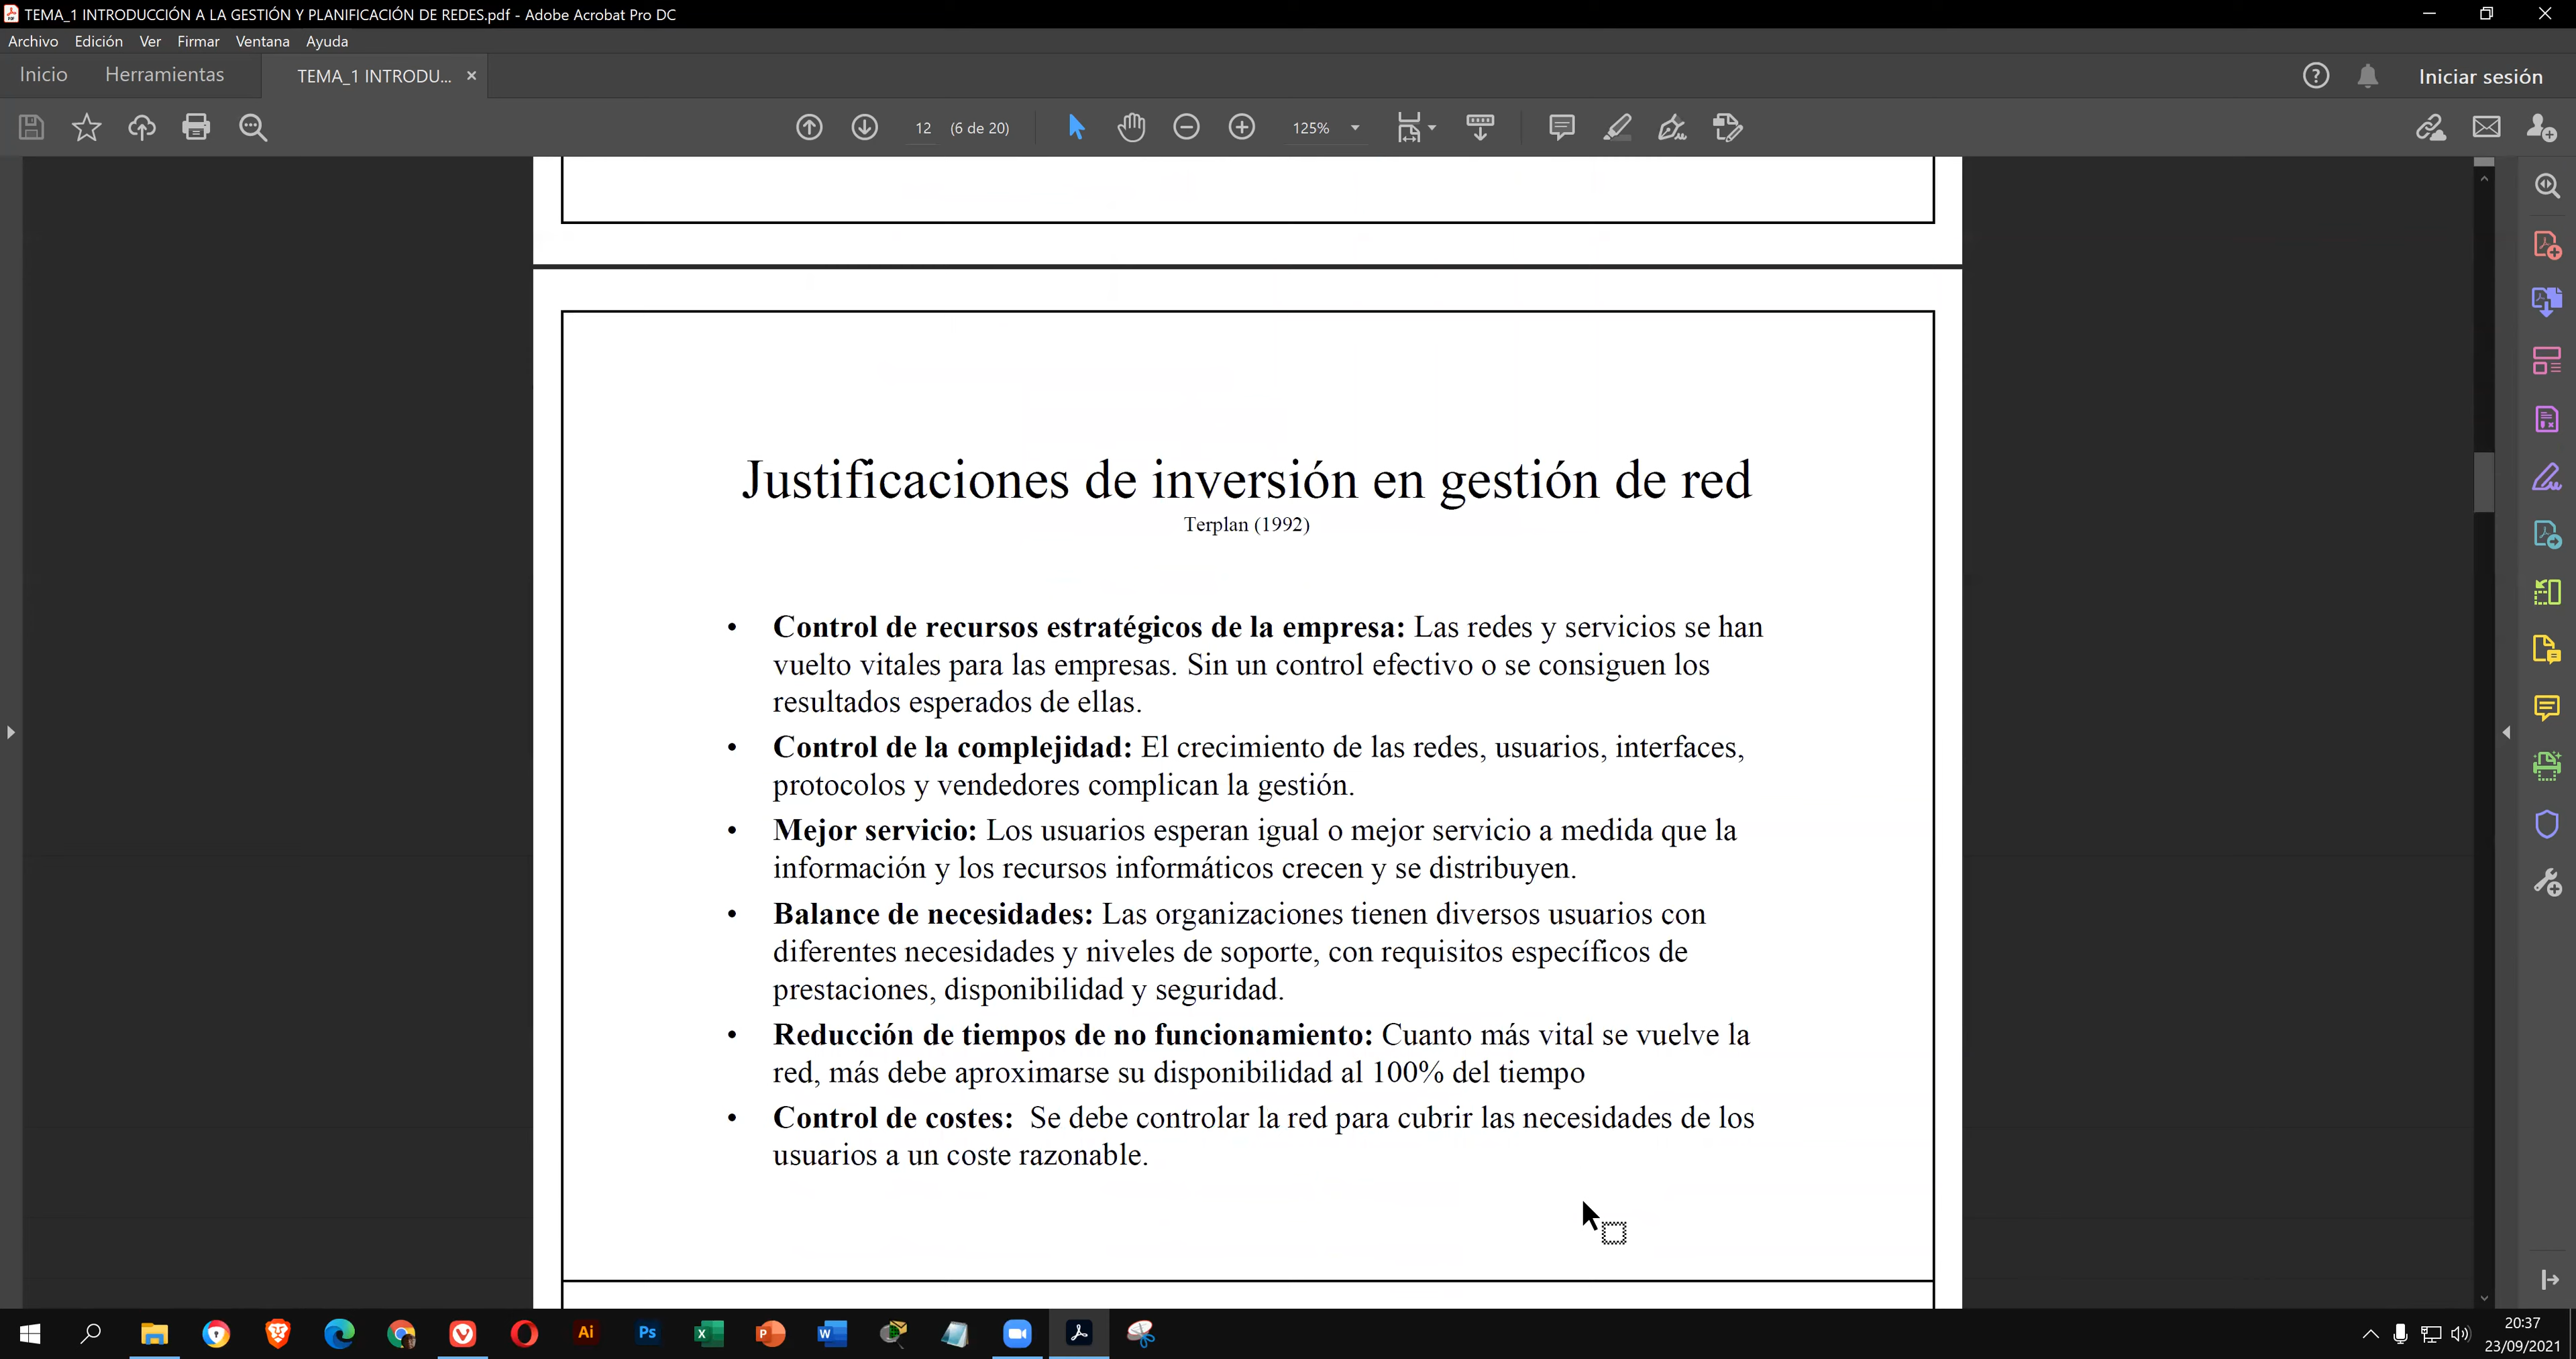 TEMA_1 INTRODUCCIÓN A LA GESTIÓN Y PLANIFICACIÓN DE REDES.pdf - Adobe Acrobat Pro DC
Archivo Edición Ver Firmar Ventana Ayuda
Inicio Herramientas TEMA_1 INTRODU... Iniciar sesión
12 (6 de 20) 125%
Justificaciones de inversión en gestión de red
Terplan (1992)
• Control de recursos estratégicos de la empresa: Las redes y servicios se han
vuelto vitales para las empresas. Sin un control efectivo o se consiguen los
resultados esperados de ellas.
• Control de la complejidad: El crecimiento de las redes, usuarios, interfaces,
protocolos y vendedores complican la gestión.
• Mejor servicio: Los usuarios esperan igual o mejor servicio a medida que la
información y los recursos informáticos crecen y se distribuyen.
• Balance de necesidades: Las organizaciones tienen diversos usuarios con
diferentes necesidades y niveles de soporte, con requisitos específicos de
prestaciones, disponibilidad y seguridad.
• Reducción de tiempos de no funcionamiento: Cuanto más vital se vuelve la
red, más debe aproximarse su disponibilidad al 100% del tiempo
• Control de costes: Se debe controlar la red para cubrir las necesidades de los
usuarios a un coste razonable.
Ai Ps
20:37
23/09/2021